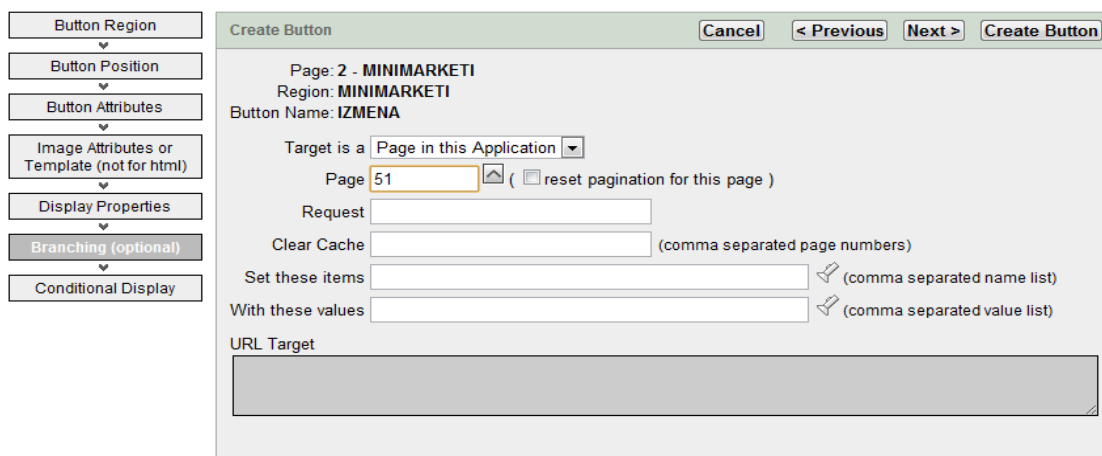 Button Region
Button Position
Button Attributes
Image Attributes or
Template (not for html)
Display Properties
Branching (optional)
Conditional Display
Create Button
Cancel
< Previous
Next >
Create Button
Page: 2 - MINIMARKETI
Region: MINIMARKETI
Button Name: IZMENA
Target is a Page in this Application
Page 51 ( reset pagination for this page )
Request
Clear Cache (comma separated page numbers)
Set these items (comma separated name list)
With these values (comma separated value list)
URL Target